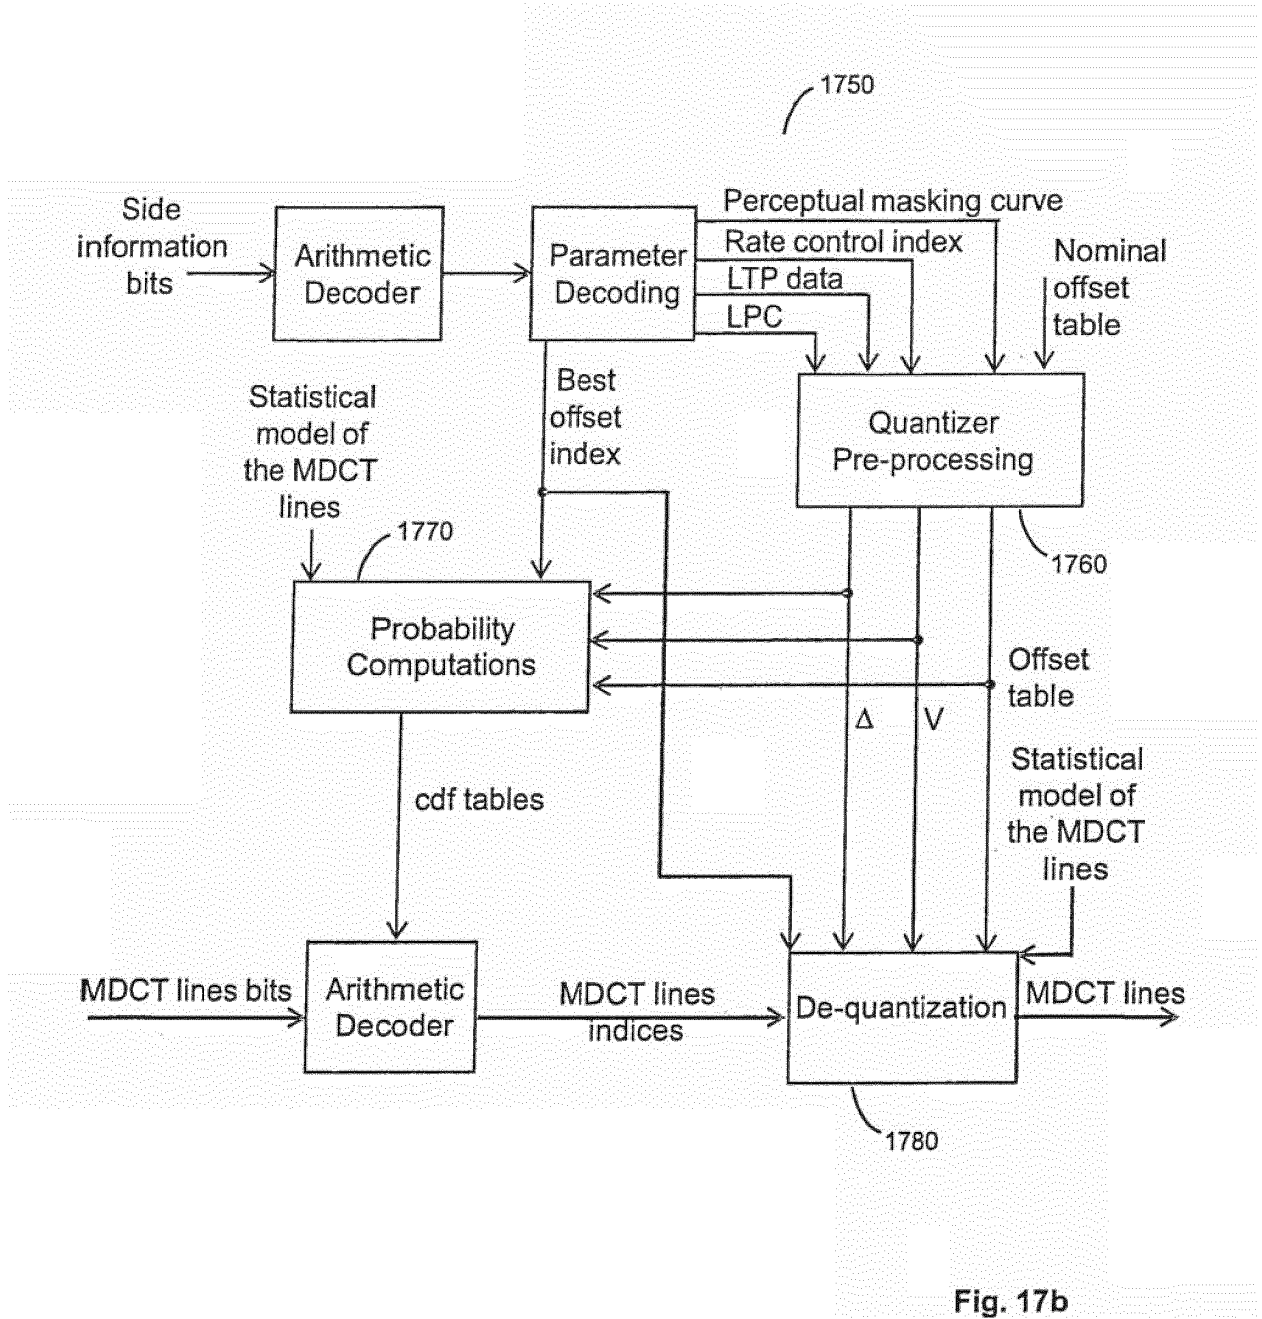 1750
Side
information
bits
Arithmetic
Decoder
Parameter
Decoding
Perceptual masking curve
Rate control index
LTP data
LPC
Nominal
offset
table
Statistical
model of
the MDCT
lines
Best
offset
index
Quantizer
Pre-processing
1770
1760
Probability
Computations
Offset
table
Δ
V
Statistical
model of
the MDCT
lines
cdf tables
MDCT lines bits
Arithmetic
Decoder
MDCT lines
indices
De-quantization
MDCT lines
1780
Fig. 17b